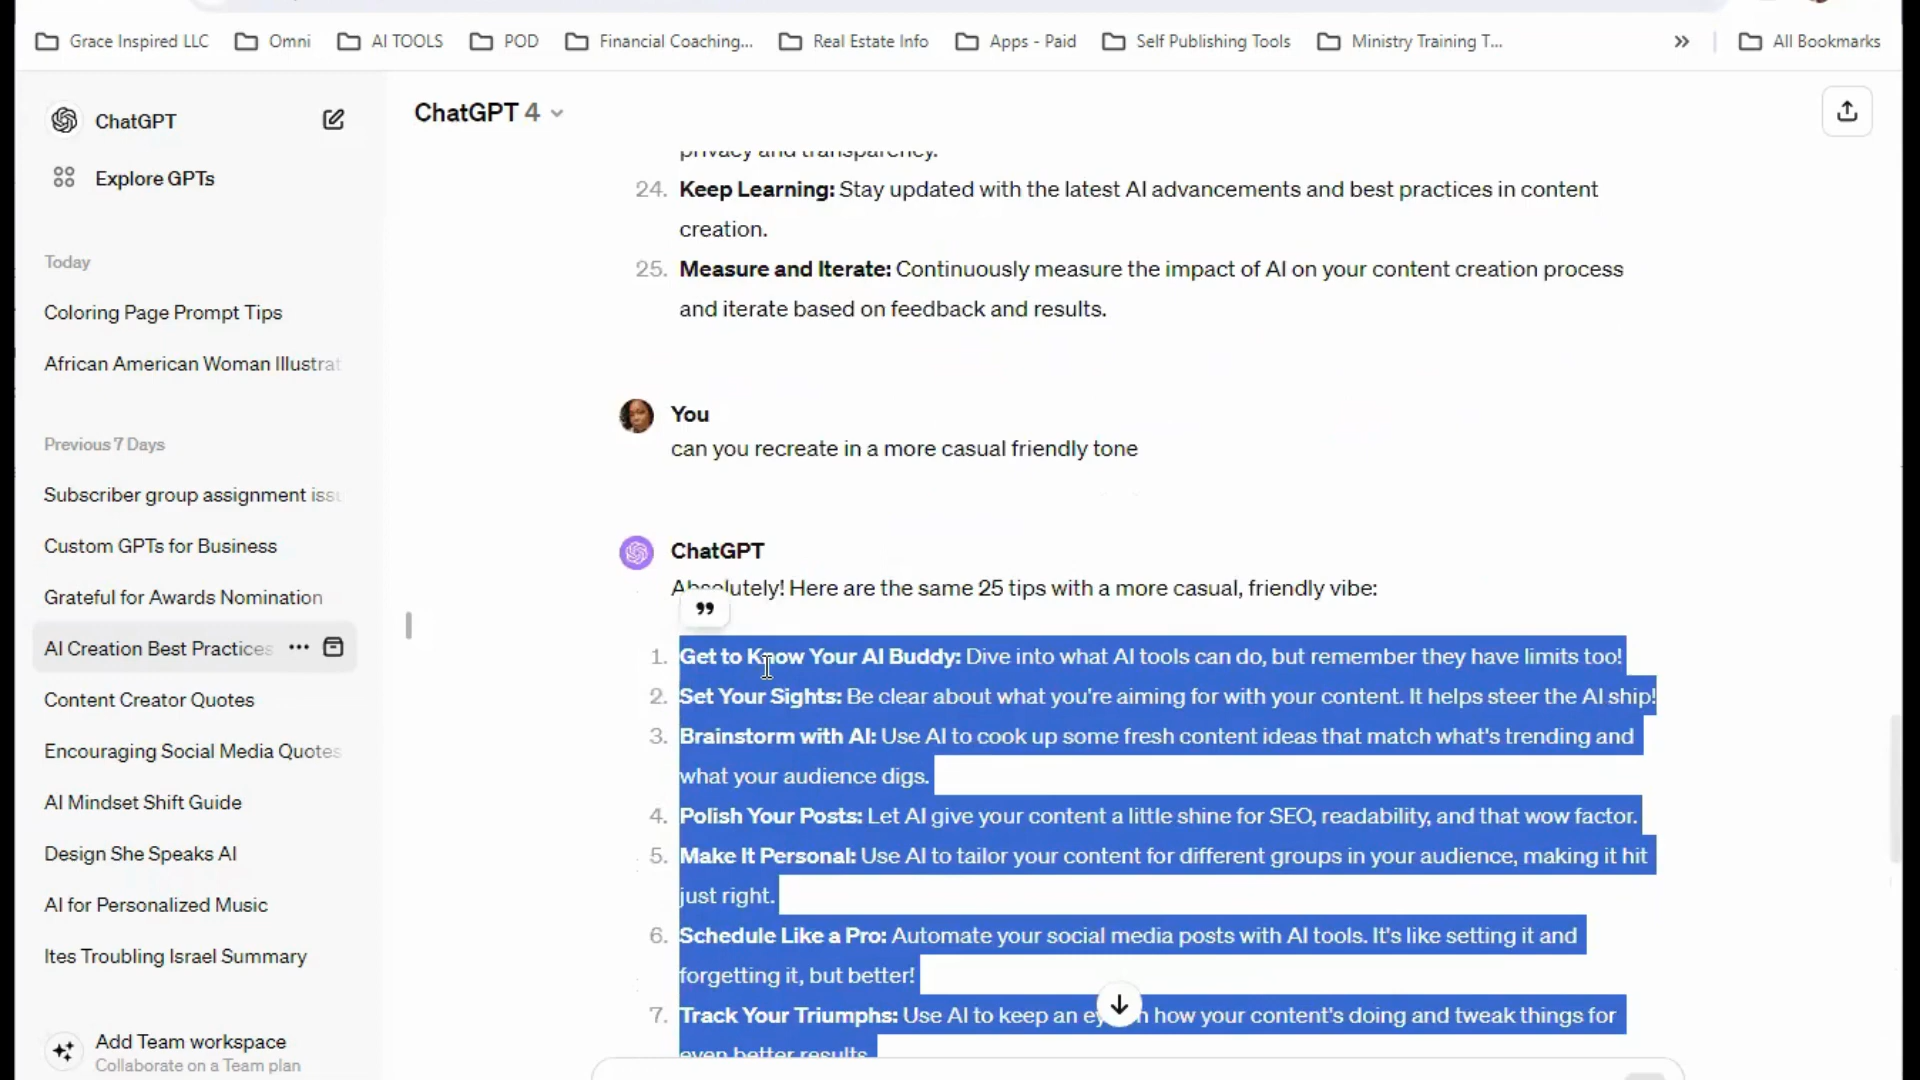 Grace Inspired LLC Omni AI TOOLS POD Financial Coaching... Real Estate Info Apps - Paid Self Publishing Tools Ministry Training T... » All Bookmarks
ChatGPT
Explore GPTs
Today
Coloring Page Prompt Tips
African American Woman Illustrat
Previous 7 Days
Subscriber group assignment issu
Custom GPTs for Business
Grateful for Awards Nomination
AI Creation Best Practices ...
Content Creator Quotes
Encouraging Social Media Quotes
AI Mindset Shift Guide
Design She Speaks AI
AI for Personalized Music
Ites Troubling Israel Summary
Add Team workspace
Collaborate on a Team plan
ChatGPT 4
privacy and transparency.
24. Keep Learning: Stay updated with the latest AI advancements and best practices in content
creation.
25. Measure and Iterate: Continuously measure the impact of AI on your content creation process
and iterate based on feedback and results.
You
can you recreate in a more casual friendly tone
ChatGPT
Absolutely! Here are the same 25 tips with a more casual, friendly vibe:
1. Get to Know Your AI Buddy: Dive into what AI tools can do, but remember they have limits too!
2. Set Your Sights: Be clear about what you're aiming for with your content. It helps steer the AI ship!
3. Brainstorm with AI: Use AI to cook up some fresh content ideas that match what's trending and
what your audience digs.
4. Polish Your Posts: Let AI give your content a little shine for SEO, readability, and that wow factor.
5. Make It Personal: Use AI to tailor your content for different groups in your audience, making it hit
just right.
6. Schedule Like a Pro: Automate your social media posts with AI tools. It's like setting it and
forgetting it, but better!
7. Track Your Triumphs: Use AI to keep an eye on how your content's doing and tweak things for
even better results.